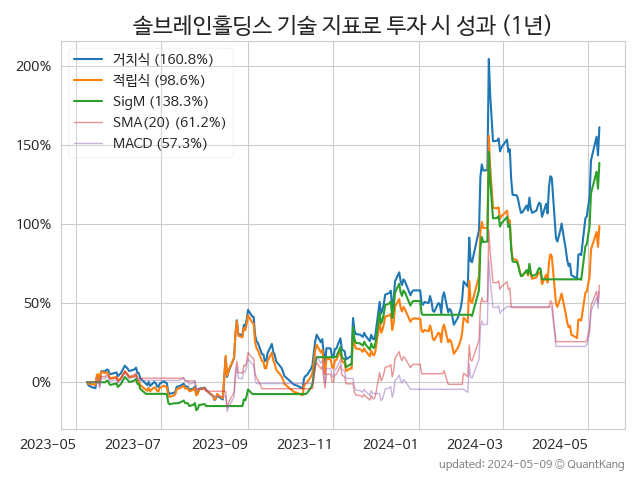 솔브레인홀딩스 기술 지표로 투자 시 성과 (1년)
거치식 (160.8%)
적립식 (98.6%)
SigM (138.3%)
SMA(20) (61.2%)
MACD (57.3%)
200%
150%
100%
50%
0%
2023-05 2023-07 2023-09 2023-11 2024-01 2024-03 2024-05
updated: 2024-05-09 © QuantKang